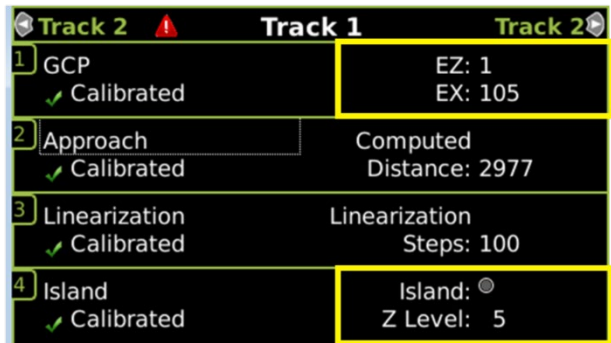 Track 2 Track 1 Track 2
1 GCP EZ: 1
Calibrated EX: 105
2 Approach Computed
Calibrated Distance: 2977
3 Linearization Linearization
Calibrated Steps: 100
4 Island Island:
Calibrated Z Level: 5